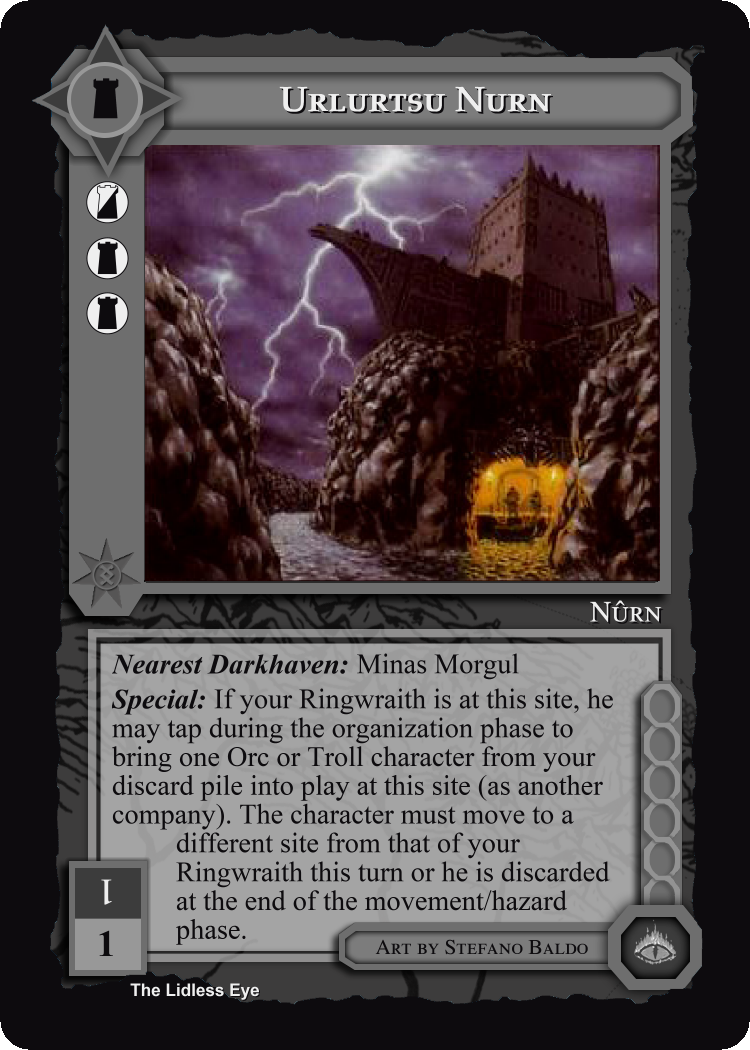 Urlurtsu Nurn
Nûrn
Nearest Darkhaven: Minas Morgul
Special: If your Ringwraith is at this site, he
may tap during the organization phase to
bring one Orc or Troll character from your
discard pile into play at this site (as another
company). The character must move to a
different site from that of your
Ringwraith this turn or he is discarded
at the end of the movement/hazard
phase.
1
1
Art by Stefano Baldo
The Lidless Eye